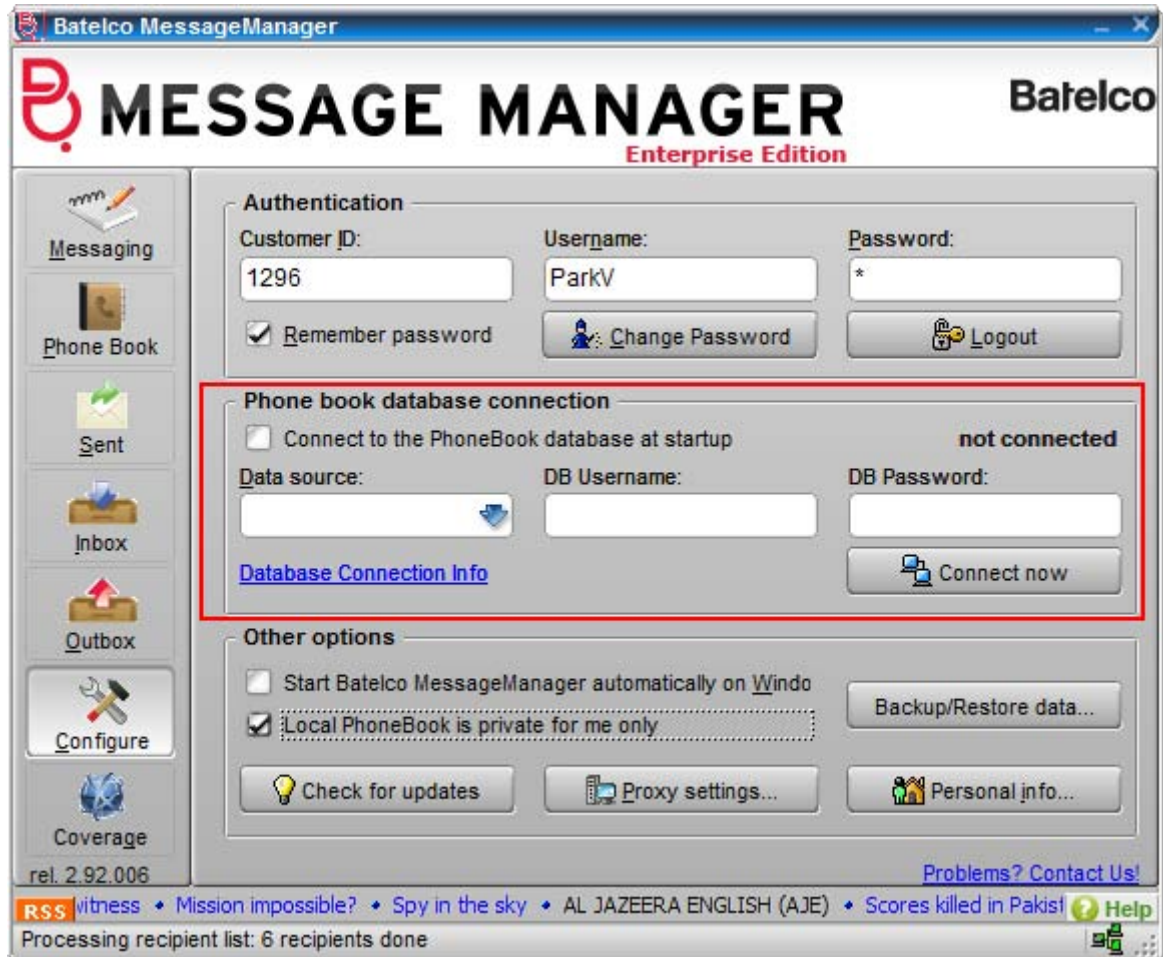 Batelco MessageManager
MESSAGE MANAGER
Enterprise Edition
Batelco
Messaging
Phone Book
Sent
Inbox
Outbox
Configure
Coverage
rel. 2.92.006
Authentication
Customer ID: Username: Password:
1296 ParkV *
Remember password Change Password Logout
Phone book database connection
Connect to the PhoneBook database at startup not connected
Data source: DB Username: DB Password:
Database Connection Info Connect now
Other options
Start Batelco MessageManager automatically on Windo
Local PhoneBook is private for me only
Backup/Restore data...
Check for updates Proxy settings... Personal info...
Problems? Contact Us!
RSS witness • Mission impossible? • Spy in the sky • AL JAZEERA ENGLISH (AJE) • Scores killed in Pakist Help
Processing recipient list: 6 recipients done